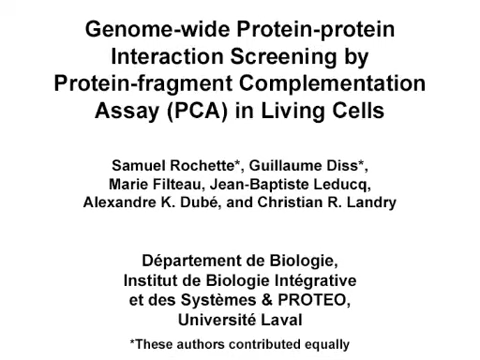 Genome-wide Protein-protein
Interaction Screening by
Protein-fragment Complementation
Assay (PCA) in Living Cells
Samuel Rochette*, Guillaume Diss*,
Marie Filteau, Jean-Baptiste Leducq,
Alexandre K. Dubé, and Christian R. Landry
Département de Biologie,
Institut de Biologie Intégrative
et des Systèmes & PROTEO,
Université Laval
*These authors contributed equally